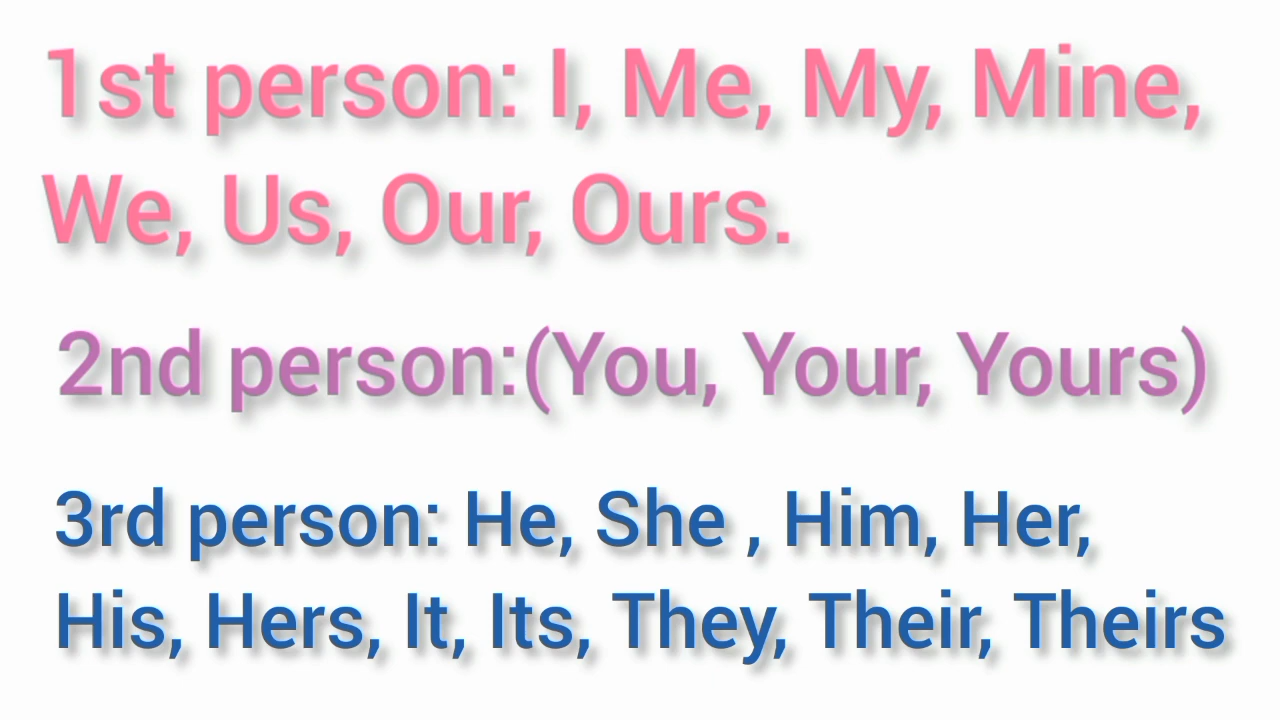 1st person: I, Me, My, Mine,
We, Us, Our, Ours.
2nd person:(You, Your, Yours)
3rd person: He, She , Him, Her,
His, Hers, It, Its, They, Their, Theirs